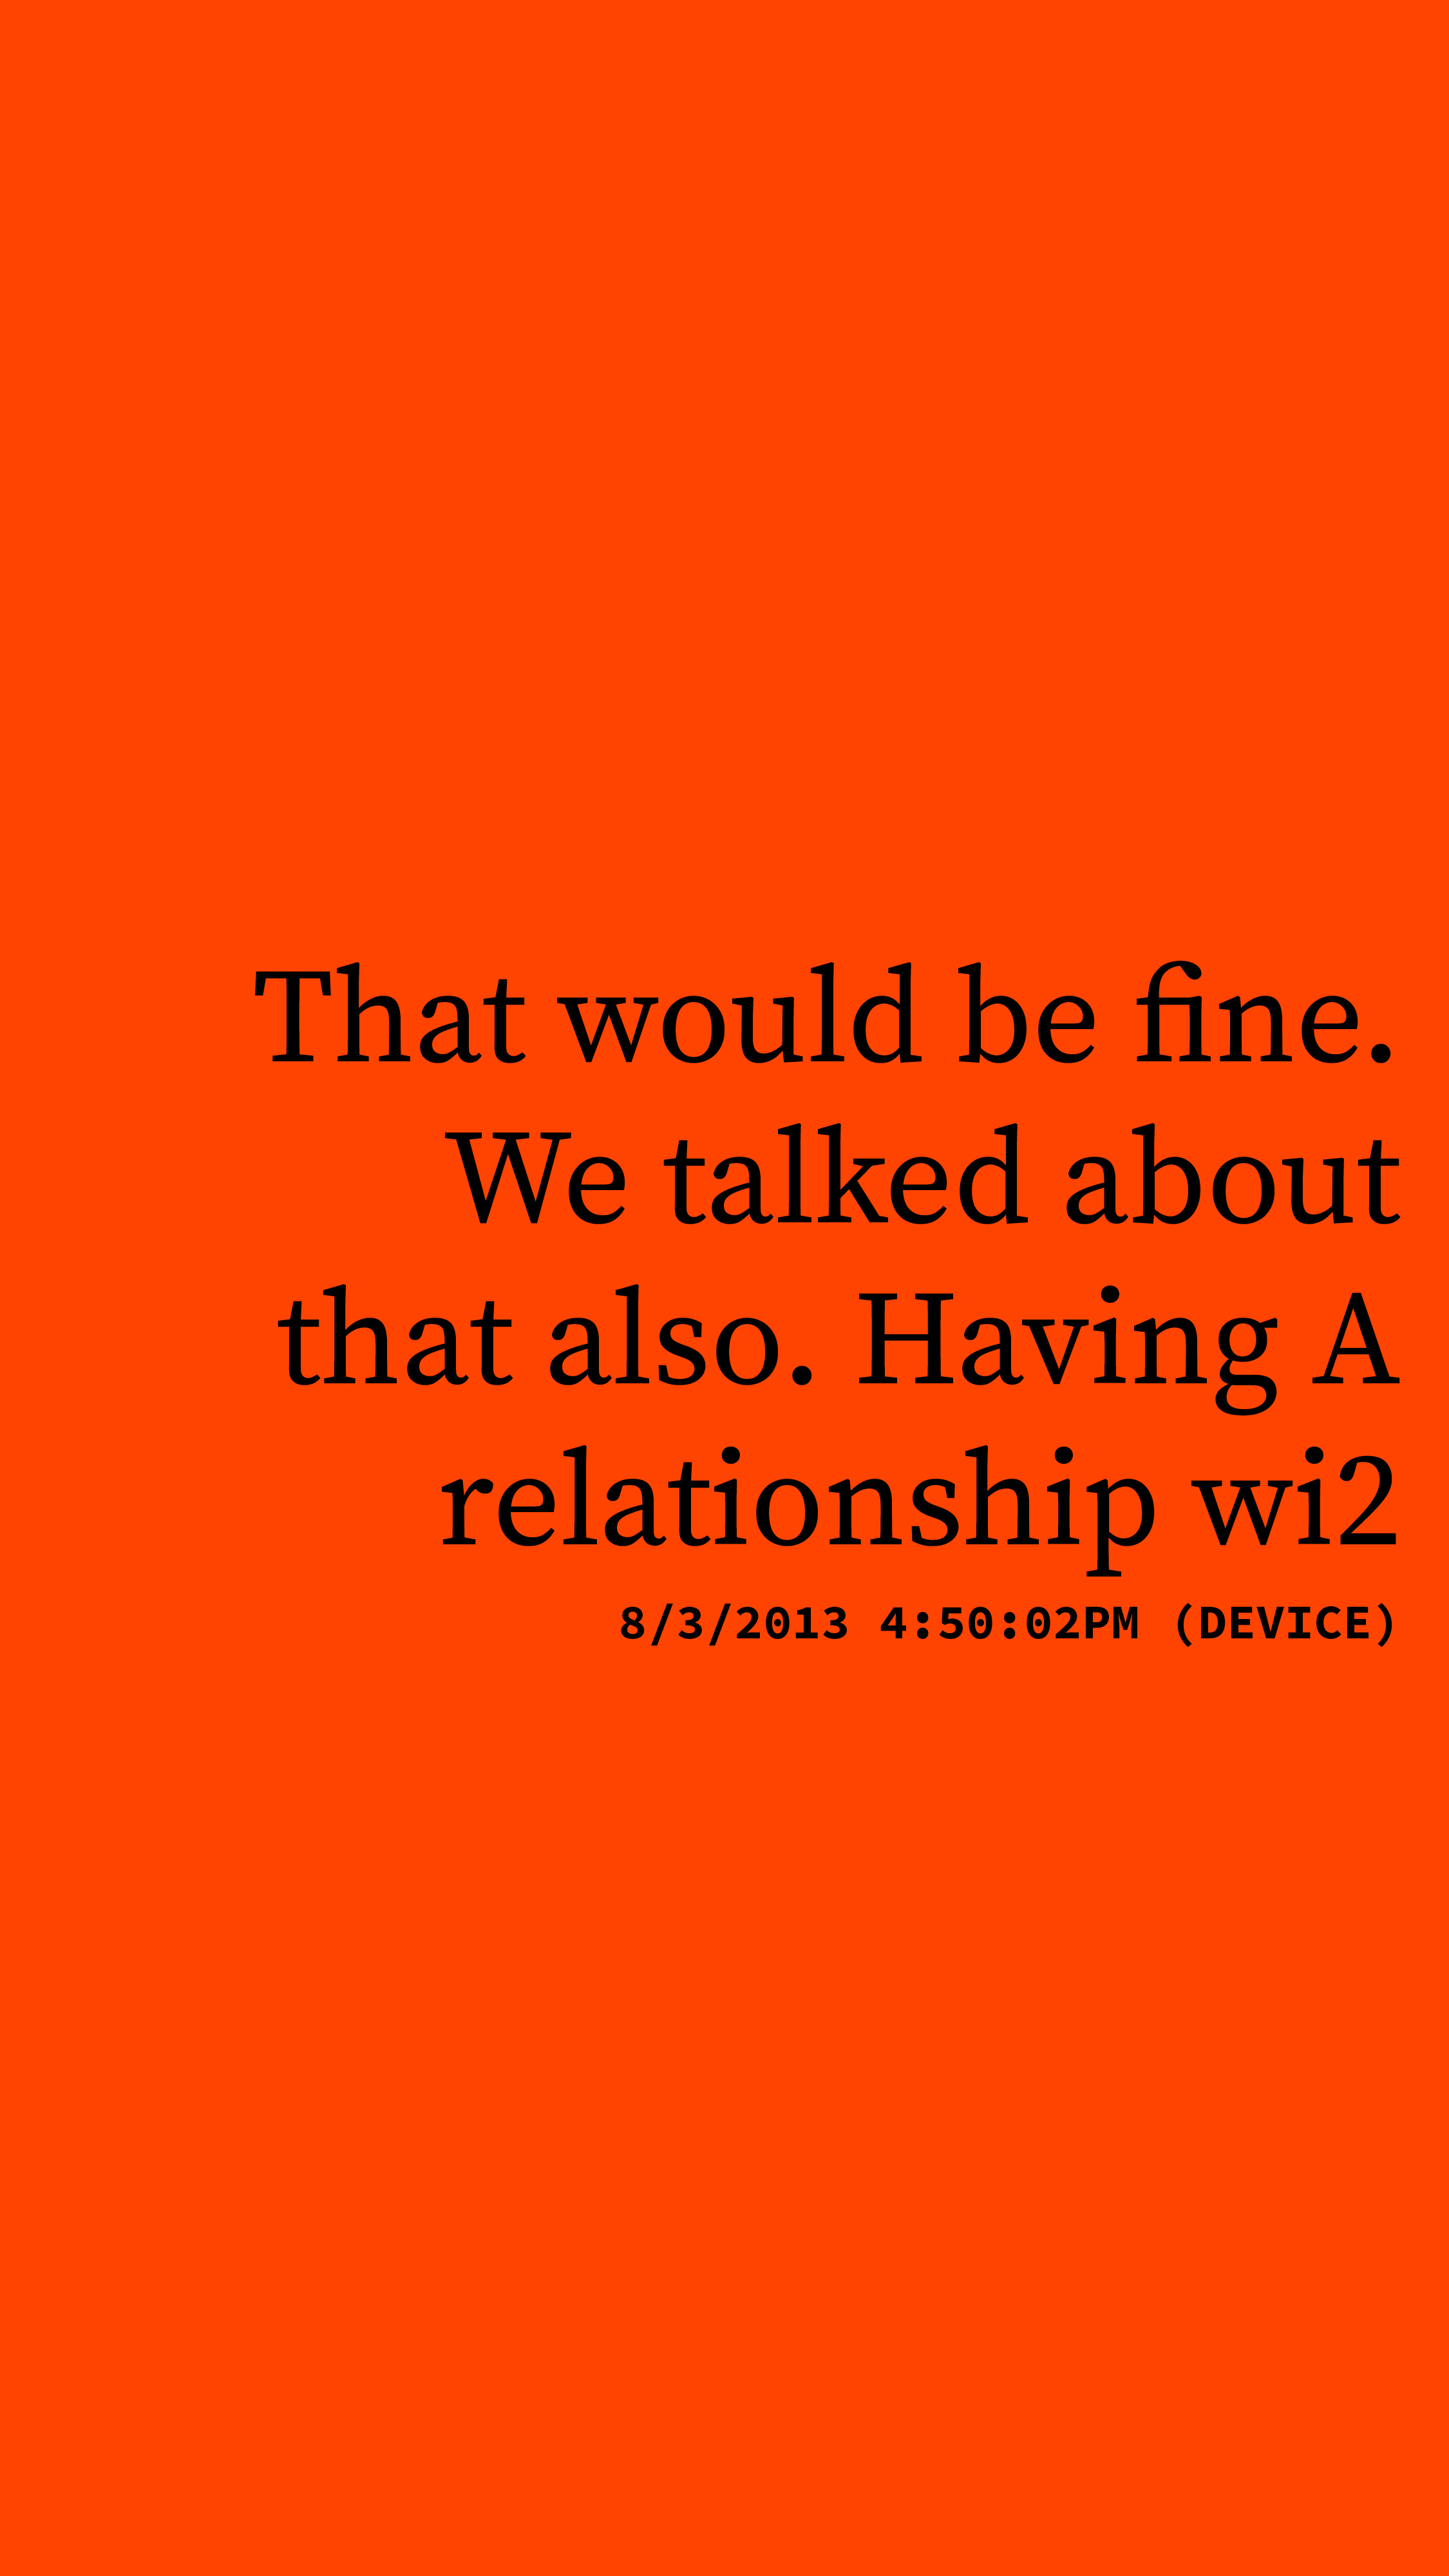 That would be fine.
We talked about
that also. Having A
relationship wi2
8/3/2013 4:50:02PM (DEVICE)